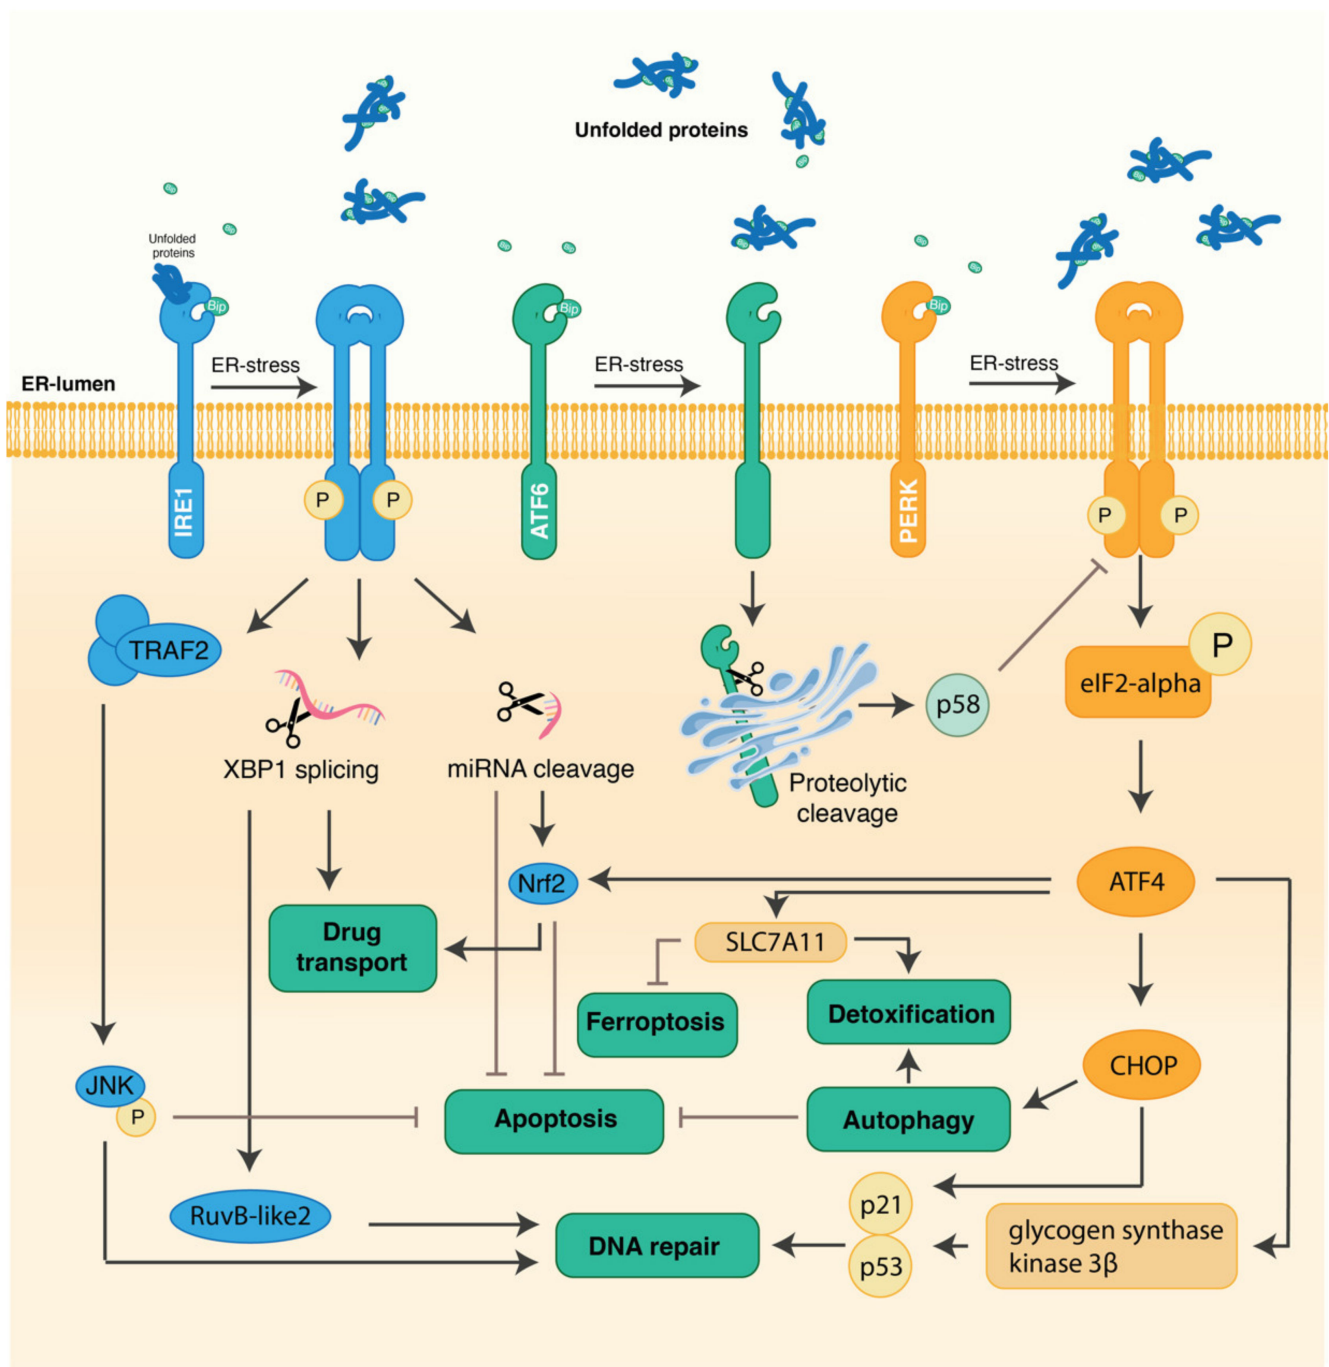 Unfolded proteins
Unfolded
proteins
Bip
Bip
Bip
ER-stress
ER-stress
ER-stress
ER-lumen
IRE1
P
P
ATF6
PERK
P
P
TRAF2
P
eIF2-alpha
p58
XBP1 splicing
miRNA cleavage
Proteolytic
cleavage
Nrf2
ATF4
Drug
transport
SLC7A11
Ferroptosis
Detoxification
CHOP
JNK
P
Apoptosis
Autophagy
RuvB-like2
DNA repair
p21
p53
glycogen synthase
kinase 3β